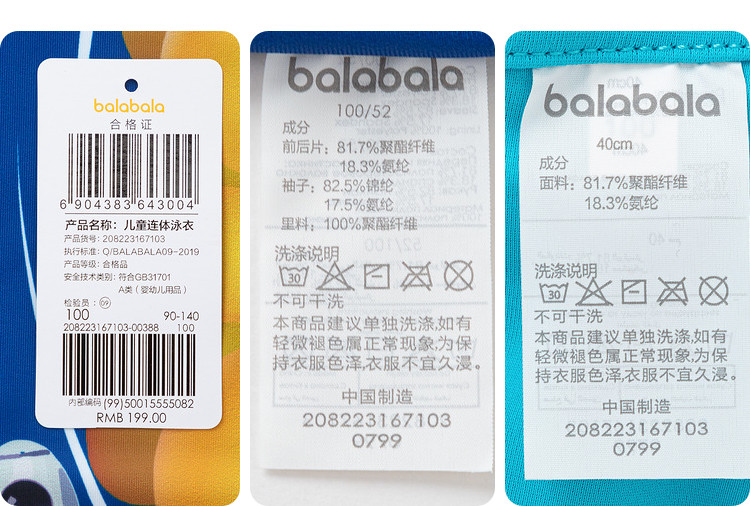 balabala
合格证
6 904383 643004
产品名称：儿童连体泳衣
产品货号：208223167103
执行标准：Q/BALABALA09-2019
产品等级：合格品
安全技术类别：符合GB31701
A类（婴幼儿用品）
检验员：09
100 90-140
208223167103-00388 100
内部编码 (99)50015555082
RMB 199.00
balabala
100/52
成分
前后片：81.7%聚酯纤维
18.3%氨纶
袖子：82.5%锦纶
17.5%氨纶
里料：100%聚酯纤维
洗涤说明
30
不可干洗
本商品建议单独洗涤,如有
轻微褪色属正常现象,为保
持衣服色泽,衣服不宜久浸。
中国制造
208223167103
0799
balabala
40cm
成分
面料：81.7%聚酯纤维
18.3%氨纶
洗涤说明
30
不可干洗
本商品建议单独洗涤,如有
轻微褪色属正常现象,为保
持衣服色泽,衣服不宜久浸。
中国制造
208223167103
0799